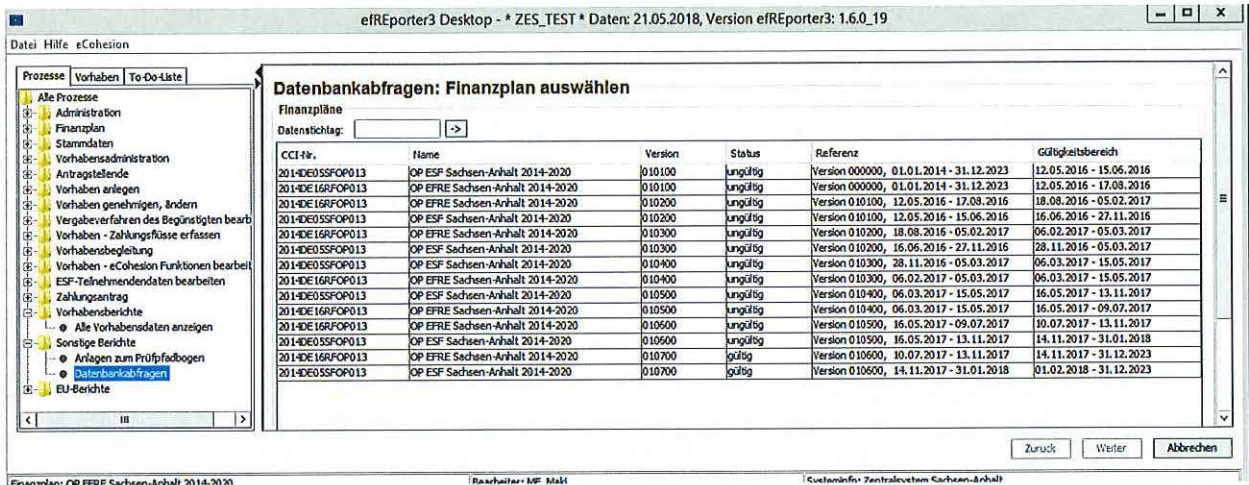 efREporter3 Desktop - * ZES_TEST * Daten: 21.05.2018, Version efREporter3: 1.6.0_19
Datei Hilfe eCohesion
Prozesse Vorhaben To-Do-Liste
Alle Prozesse
Administration
Finanzplan
Stammdaten
Vorhabensadministration
Antragstellende
Vorhaben anlegen
Vorhaben genehmigen, ändern
Vergabeverfahren des Begünstigten bearb
Vorhaben - Zahlungsflüsse erfassen
Vorhabensbegleitung
Vorhaben - eCohesion Funktionen bearbeit
ESF-Teilnehmendendaten bearbeiten
Zahlungsantrag
Vorhabensberichte
Alle Vorhabensdaten anzeigen
Sonstige Berichte
Anlagen zum Prüfpfadbogen
Datenbankabfragen
EU-Berichte
Datenbankabfragen: Finanzplan auswählen
Finanzpläne
Datenstichtag: ->
CCI-Nr. Name Version Status Referenz Gültigkeitsbereich
2014DE05SFOP013 OP ESF Sachsen-Anhalt 2014-2020 010100 ungültig Version 000000, 01.01.2014 - 31.12.2023 12.05.2016 - 15.06.2016
2014DE16RFOP013 OP EFRE Sachsen-Anhalt 2014-2020 010100 ungültig Version 000000, 01.01.2014 - 31.12.2023 12.05.2016 - 17.08.2016
2014DE16RFOP013 OP EFRE Sachsen-Anhalt 2014-2020 010200 ungültig Version 010100, 12.05.2016 - 17.08.2016 18.08.2016 - 05.02.2017
2014DE05SFOP013 OP ESF Sachsen-Anhalt 2014-2020 010200 ungültig Version 010100, 12.05.2016 - 15.06.2016 16.06.2016 - 27.11.2016
2014DE16RFOP013 OP EFRE Sachsen-Anhalt 2014-2020 010300 ungültig Version 010200, 18.08.2016 - 05.02.2017 06.02.2017 - 05.03.2017
2014DE05SFOP013 OP ESF Sachsen-Anhalt 2014-2020 010300 ungültig Version 010200, 16.06.2016 - 27.11.2016 28.11.2016 - 05.03.2017
2014DE05SFOP013 OP ESF Sachsen-Anhalt 2014-2020 010400 ungültig Version 010300, 28.11.2016 - 05.03.2017 06.03.2017 - 15.05.2017
2014DE16RFOP013 OP EFRE Sachsen-Anhalt 2014-2020 010400 ungültig Version 010300, 06.02.2017 - 05.03.2017 06.03.2017 - 15.05.2017
2014DE05SFOP013 OP ESF Sachsen-Anhalt 2014-2020 010500 ungültig Version 010400, 06.03.2017 - 15.05.2017 16.05.2017 - 13.11.2017
2014DE16RFOP013 OP EFRE Sachsen-Anhalt 2014-2020 010500 ungültig Version 010400, 06.03.2017 - 15.05.2017 16.05.2017 - 09.07.2017
2014DE16RFOP013 OP EFRE Sachsen-Anhalt 2014-2020 010600 ungültig Version 010500, 16.05.2017 - 09.07.2017 10.07.2017 - 13.11.2017
2014DE05SFOP013 OP ESF Sachsen-Anhalt 2014-2020 010600 ungültig Version 010500, 16.05.2017 - 13.11.2017 14.11.2017 - 31.01.2018
2014DE16RFOP013 OP EFRE Sachsen-Anhalt 2014-2020 010700 gültig Version 010600, 10.07.2017 - 13.11.2017 14.11.2017 - 31.12.2023
2014DE05SFOP013 OP ESF Sachsen-Anhalt 2014-2020 010700 gültig Version 010600, 14.11.2017 - 31.01.2018 01.02.2018 - 31.12.2023
Zurück Weiter Abbrechen
Finanzplan: OP EFRE Sachsen-Anhalt 2014-2020 Bearbeiter: MF, Systeminfo: Zentralsystem Sachsen-Anhalt